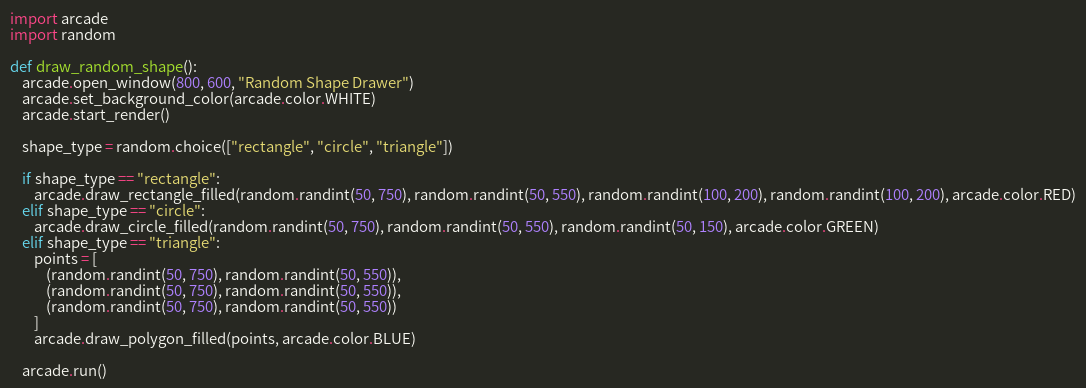 import arcade
import random

def draw_random_shape():
    arcade.open_window(800, 600, "Random Shape Drawer")
    arcade.set_background_color(arcade.color.WHITE)
    arcade.start_render()

    shape_type = random.choice(["rectangle", "circle", "triangle"])

    if shape_type == "rectangle":
        arcade.draw_rectangle_filled(random.randint(50, 750), random.randint(50, 550), random.randint(100, 200), random.randint(100, 200), arcade.color.RED)
    elif shape_type == "circle":
        arcade.draw_circle_filled(random.randint(50, 750), random.randint(50, 550), random.randint(50, 150), arcade.color.GREEN)
    elif shape_type == "triangle":
        points = [
            (random.randint(50, 750), random.randint(50, 550)),
            (random.randint(50, 750), random.randint(50, 550)),
            (random.randint(50, 750), random.randint(50, 550))
        ]
        arcade.draw_polygon_filled(points, arcade.color.BLUE)

    arcade.run()